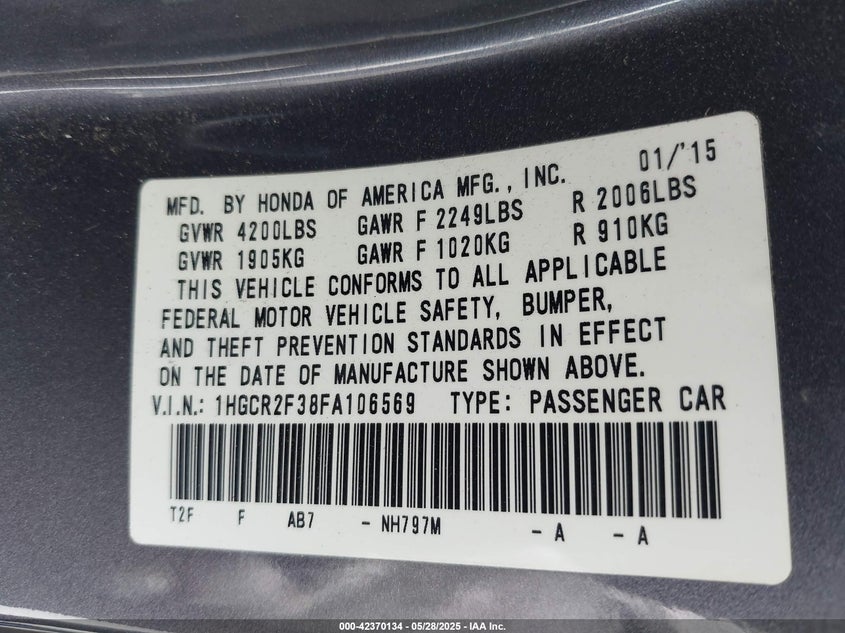 01/'15
MFD. BY HONDA OF AMERICA MFG., INC.
GVWR 4200LBS GAWR F 2249LBS R 2006LBS
GVWR 1905KG GAWR F 1020KG R 910KG
THIS VEHICLE CONFORMS TO ALL APPLICABLE
FEDERAL MOTOR VEHICLE SAFETY, BUMPER,
AND THEFT PREVENTION STANDARDS IN EFFECT
ON THE DATE OF MANUFACTURE SHOWN ABOVE.
V.I.N.: 1HGCR2F38FA106569 TYPE: PASSENGER CAR
T2F F AB7 - NH797M - A - A
000-42370134 — 05/28/2025 — IAA Inc.